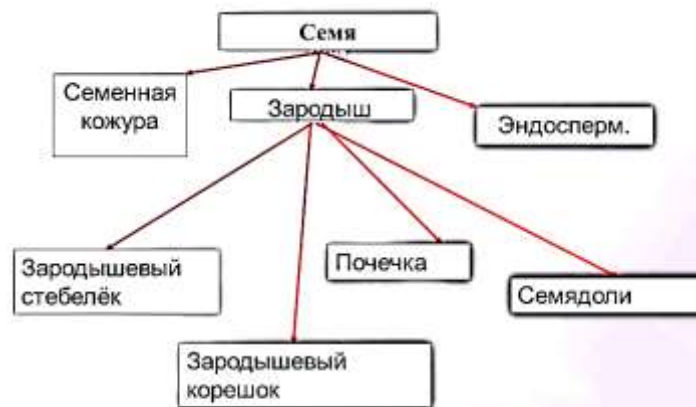 Семя
Семенная
кожура
Зародыш
Эндосперм.
Зародышевый
стебелёк
Почечка
Семядоли
Зародышевый
корешок